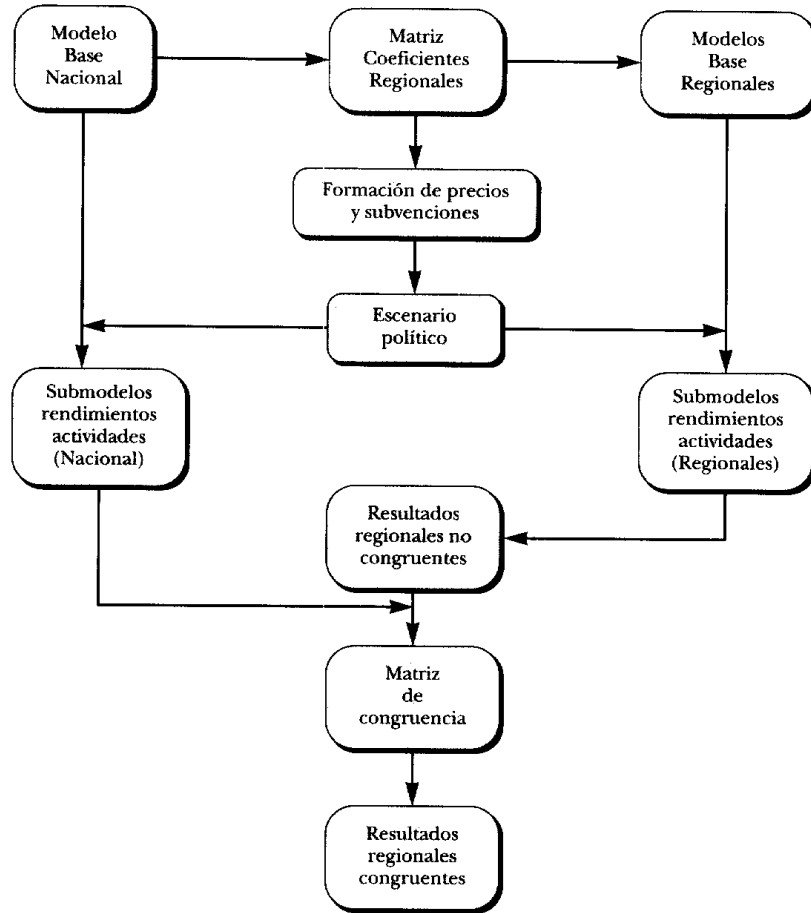 Modelo
Base
Nacional
Matriz
Coeficientes
Regionales
Modelos
Base
Regionales
Formación de precios
y subvenciones
Escenario
político
Submodelos
rendimientos
actividades
(Nacional)
Submodelos
rendimientos
actividades
(Regionales)
Resultados
regionales no
congruentes
Matriz
de
congruencia
Resultados
regionales
congruentes